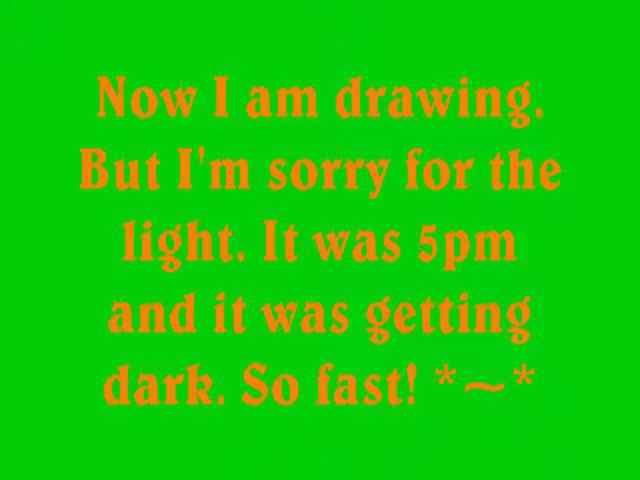 Now I am drawing.
But I'm sorry for the
light. It was 5pm
and it was getting
dark. So fast! *~*